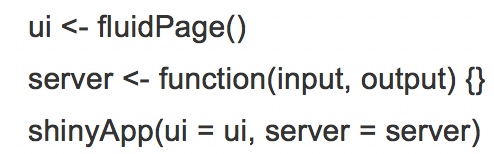 ui <- fluidPage()
server <- function(input, output) {}
shinyApp(ui = ui, server = server)